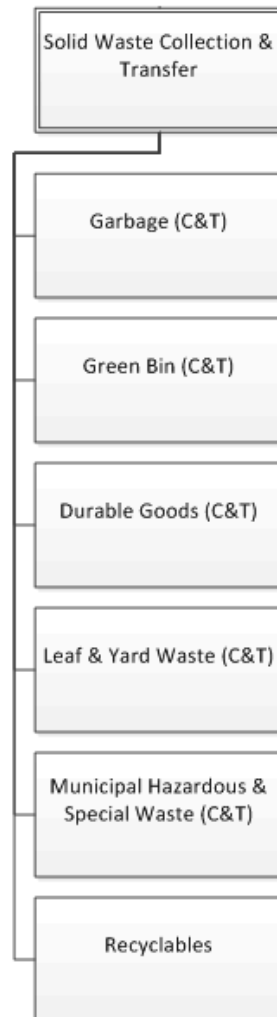 Solid Waste Collection &
Transfer
Garbage (C&T)
Green Bin (C&T)
Durable Goods (C&T)
Leaf & Yard Waste (C&T)
Municipal Hazardous &
Special Waste (C&T)
Recyclables